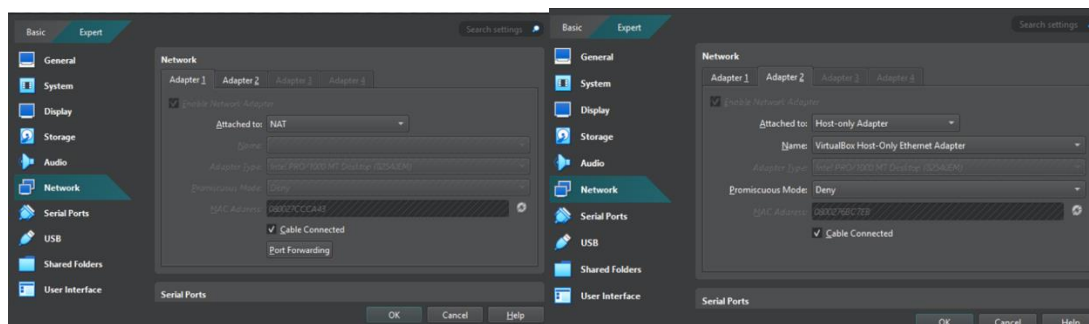 Basic Expert Search settings
General
System
Display
Storage
Audio
Network
Serial Ports
USB
Shared Folders
User Interface
Network
Adapter 1 Adapter 2 Adapter 3 Adapter 4
Enable Network Adapter
Attached to: NAT
Name:
Adapter Type: Intel PRO/1000 MT Desktop (82540EM)
Promiscuous Mode: Deny
MAC Address: 080027CCCA43
Cable Connected
Port Forwarding
Serial Ports
OK Cancel Help
Basic Expert Search settings
General
System
Display
Storage
Audio
Network
Serial Ports
USB
Shared Folders
User Interface
Network
Adapter 1 Adapter 2 Adapter 3 Adapter 4
Enable Network Adapter
Attached to: Host-only Adapter
Name: VirtualBox Host-Only Ethernet Adapter
Adapter Type: Intel PRO/1000 MT Desktop (82540EM)
Promiscuous Mode: Deny
MAC Address: 0800276BC7EB
Cable Connected
Serial Ports
OK Cancel Help